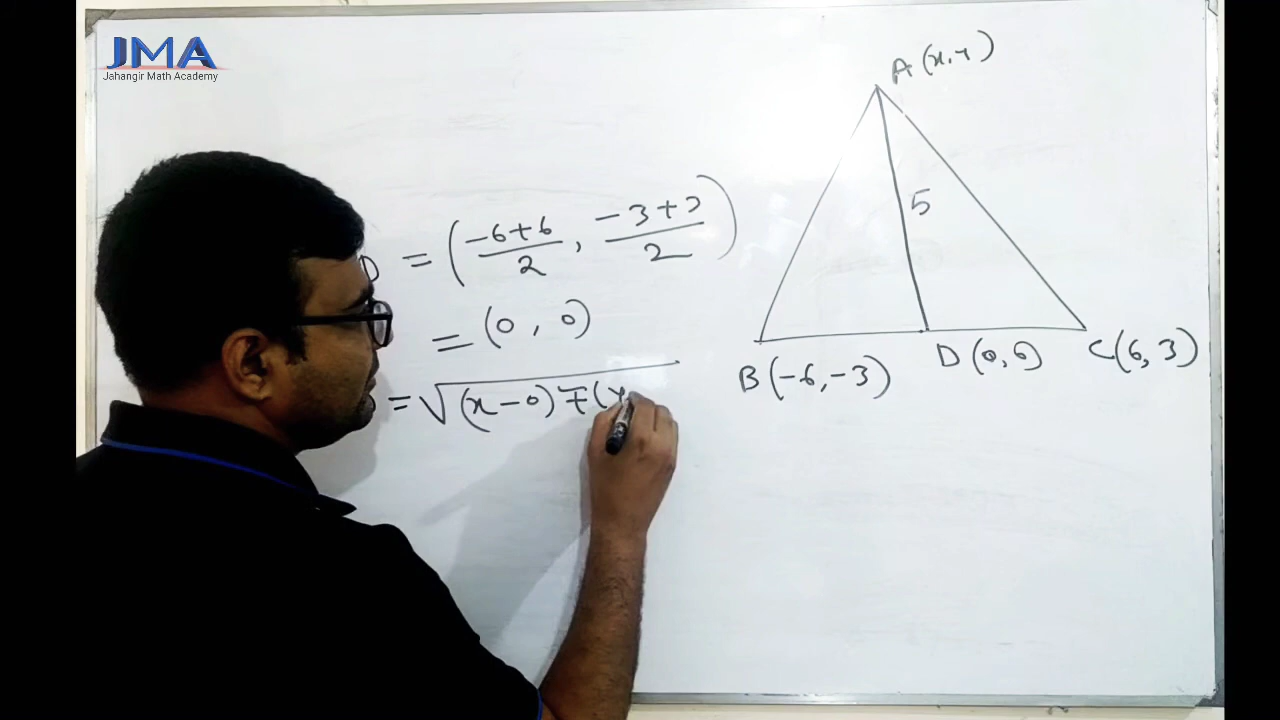 JMA
Jahangir Math Academy
A(x,y)
5
B(-6,-3)
D(0,0)
C(6,3)
D = (-6+6/2, -3+3/2)
= (0, 0)
= √(x-0)²+(y